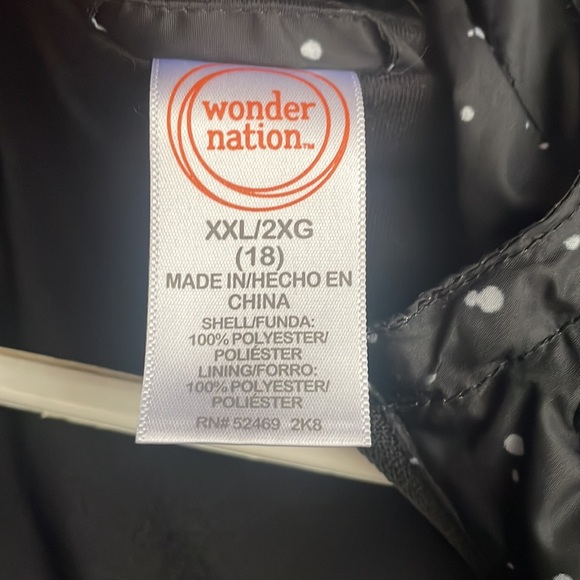 wonder
nation™
XXL/2XG
(18)
MADE IN/HECHO EN
CHINA
SHELL/FUNDA:
100% POLYESTER/
POLIÉSTER
LINING/FORRO:
100% POLYESTER/
POLIÉSTER
RN# 52469 2K8